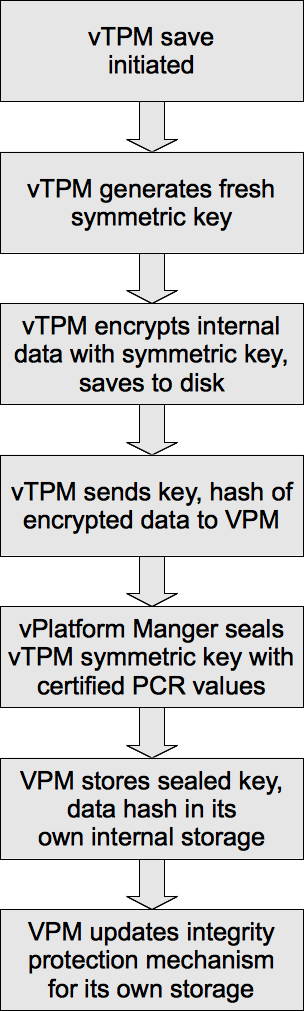 vTPM save
initiated
vTPM generates fresh
symmetric key
vTPM encrypts internal
data with symmetric key,
saves to disk
vTPM sends key, hash of
encrypted data to VPM
vPlatform Manger seals
vTPM symmetric key with
certified PCR values
VPM stores sealed key,
data hash in its
own internal storage
VPM updates integrity
protection mechanism
for its own storage